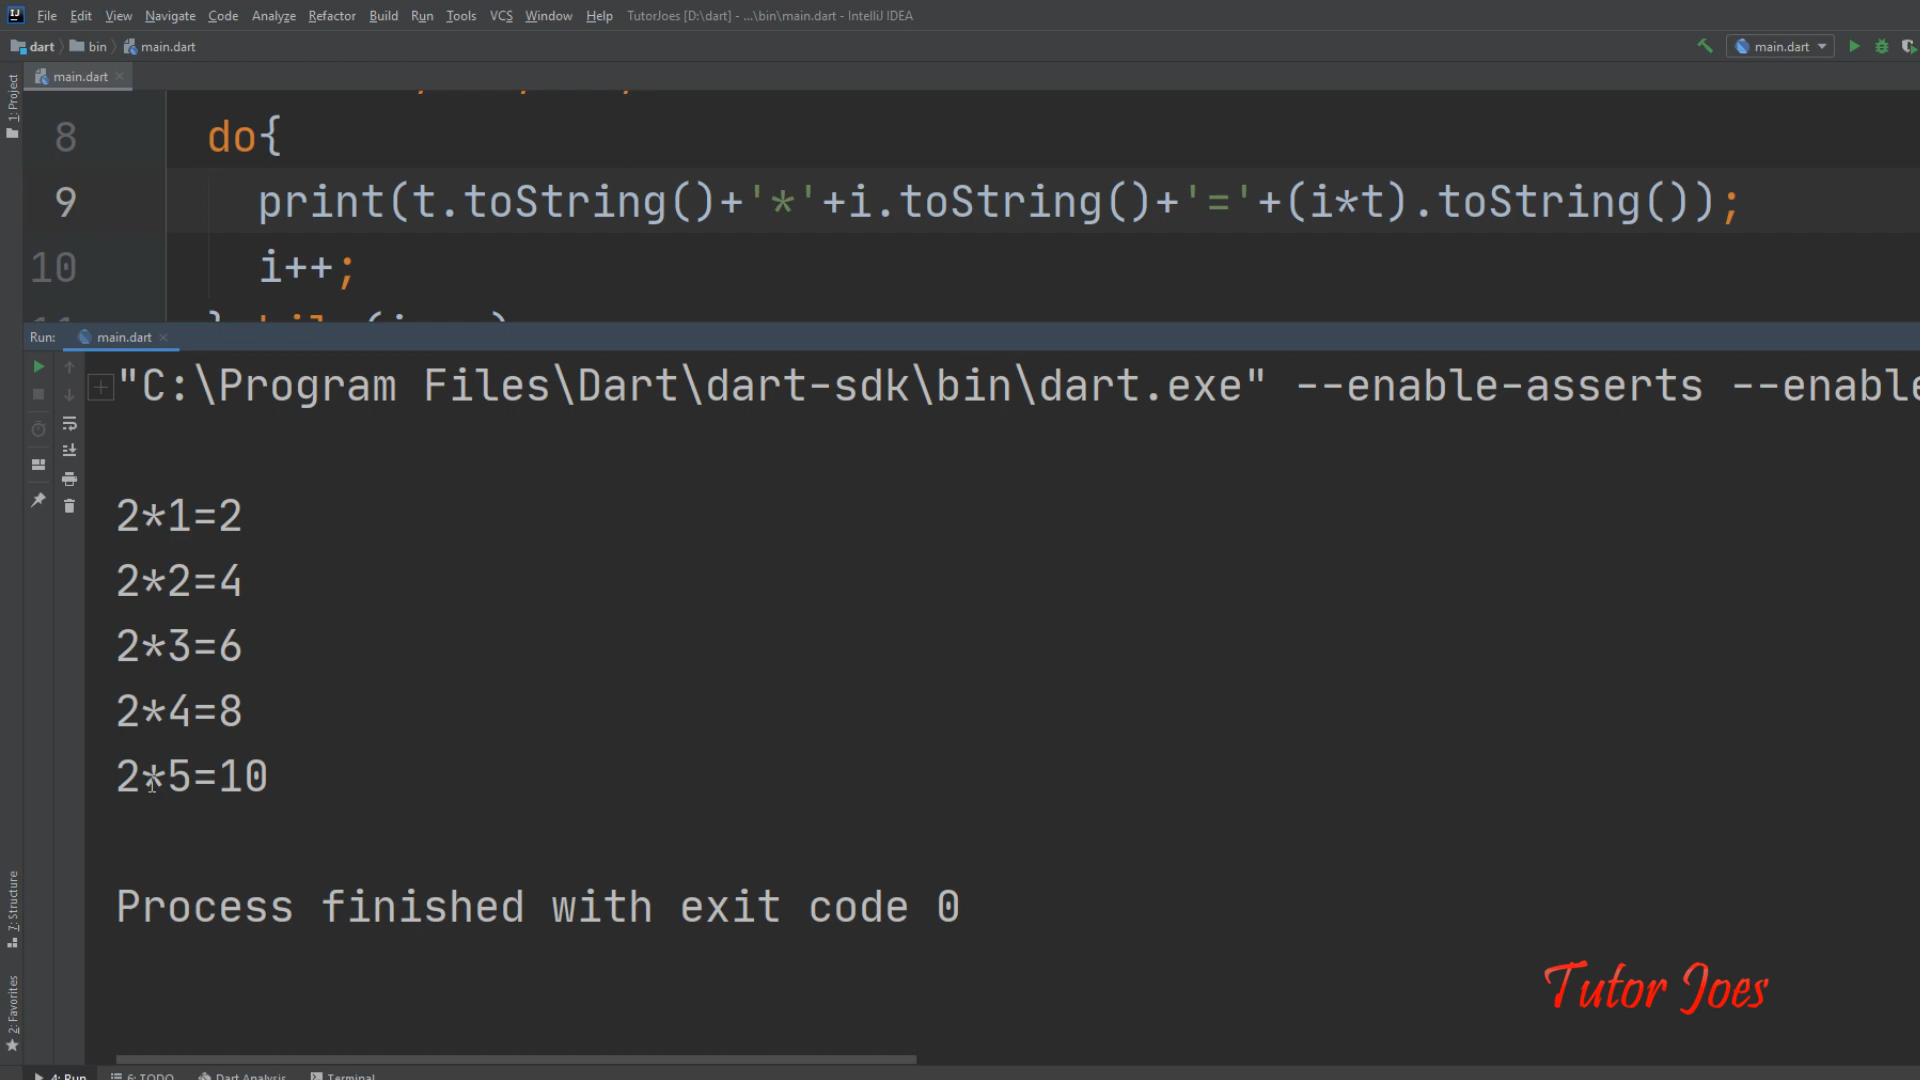 File Edit View Navigate Code Analyze Refactor Build Run Tools VCS Window Help TutorJoes [D:\dart] - ...\bin\main.dart - IntelliJ IDEA
dart bin main.dart
main.dart
main.dart
1: Project
8 do{
9 print(t.toString()+'*'+i.toString()+'='+(i*t).toString());
10 i++;
Run: main.dart
"C:\Program Files\Dart\dart-sdk\bin\dart.exe" --enable-asserts --enable
2*1=2
2*2=4
2*3=6
2*4=8
2*5=10
Process finished with exit code 0
7: Structure
2: Favorites
Tutor Joes
4: Run 6: TODO Dart Analysis Terminal